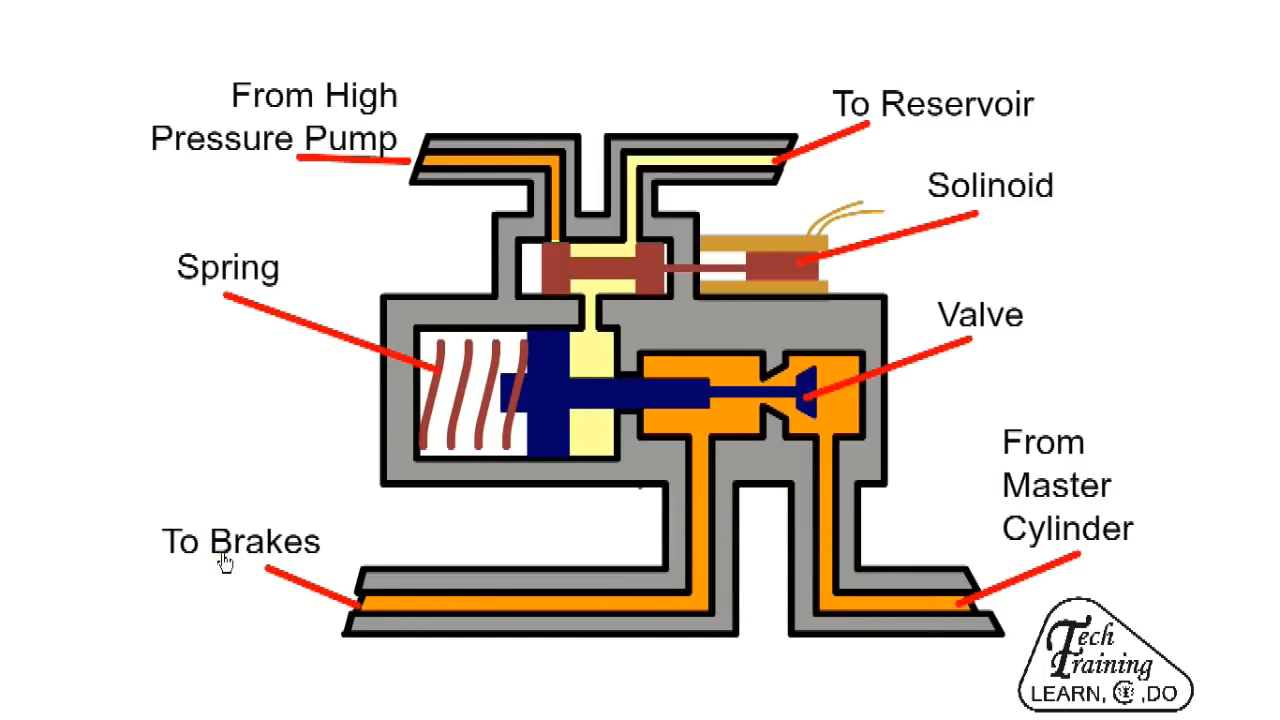 From High
Pressure Pump
To Reservoir
Solinoid
Spring
Valve
From
Master
Cylinder
To Brakes
Tech
Training
LEARN, ,DO